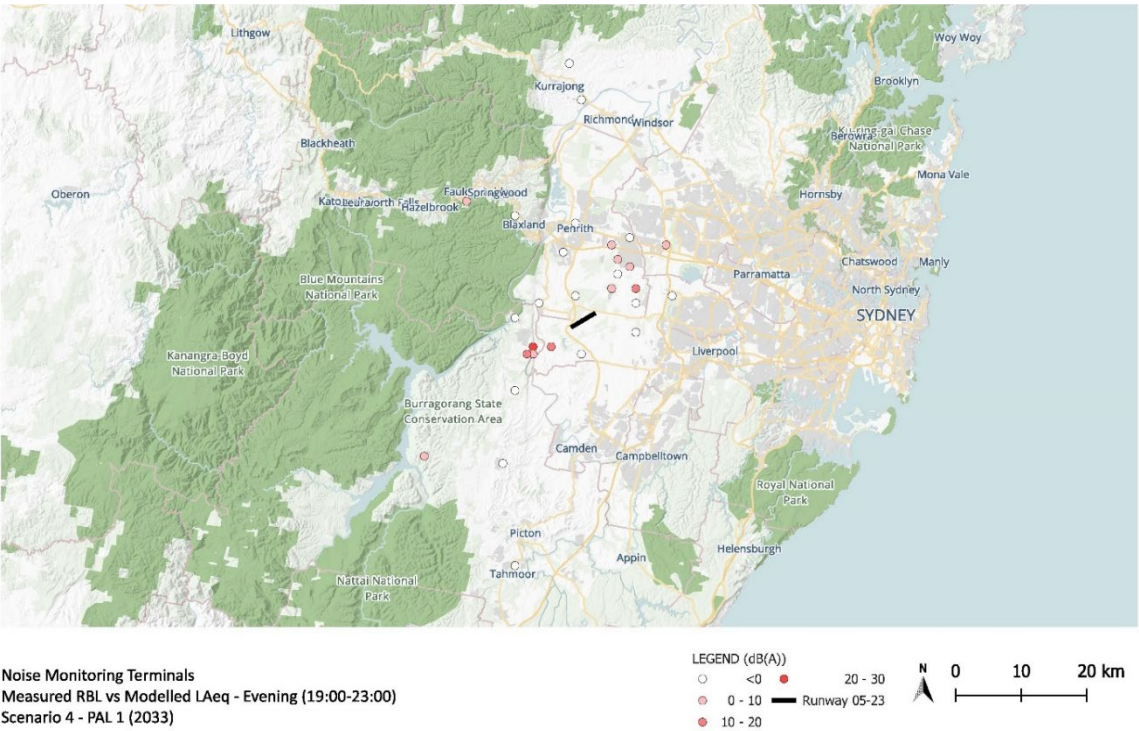 Woy Woy
Lithgow
Brooklyn
Kurrajong
Richmond
Windsor
Ku-ring-gai Chase
National Park
Berowra
Blackheath
Mona Vale
Oberon
Springwood
Hornsby
Hazelbrook
Blaxland
Penrith
Chatswood
Manly
Parramatta
Blue Mountains
National Park
North Sydney
SYDNEY
Liverpool
Kanangra-Boyd
National Park
Burragorang State
Conservation Area
Camden
Campbelltown
Royal National
Park
Picton
Appin
Helensburgh
Tahmoor
Nattai National
Park
LEGEND (dB(A))
<0
20 - 30
0 - 10
Runway 05-23
10 - 20
N
0 10 20 km
Noise Monitoring Terminals
Measured RBL vs Modelled LAeq - Evening (19:00-23:00)
Scenario 4 - PAL 1 (2033)